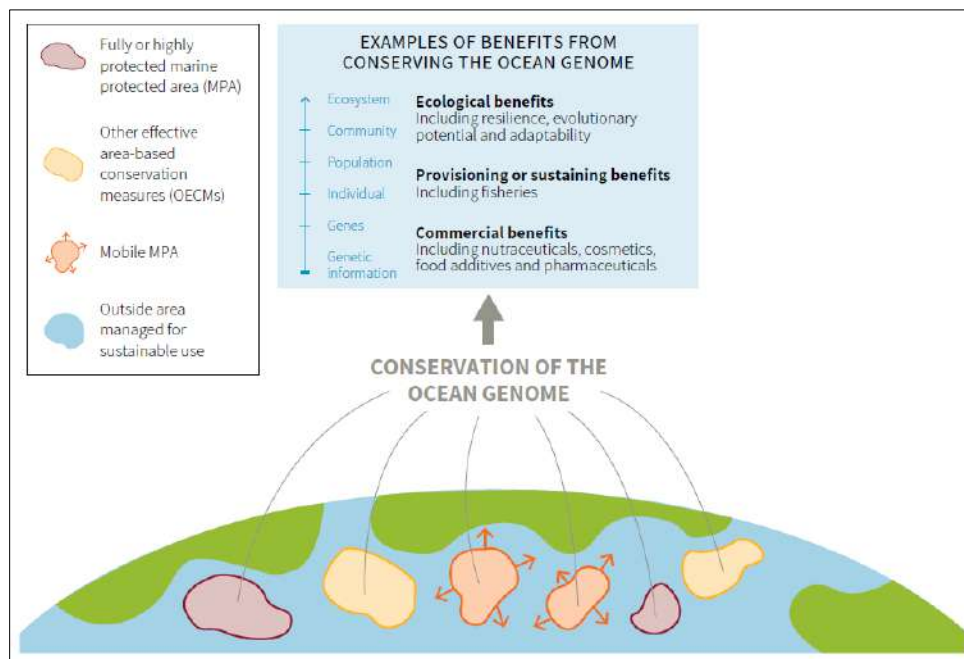 Fully or highly
protected marine
protected area (MPA)
Other effective
area-based
conservation
measures (OECMs)
Mobile MPA
Outside area
managed for
sustainable use
EXAMPLES OF BENEFITS FROM
CONSERVING THE OCEAN GENOME
Ecosystem
Community
Population
Individual
Genes
Genetic
information
Ecological benefits
Including resilience, evolutionary
potential and adaptability
Provisioning or sustaining benefits
Including fisheries
Commercial benefits
Including nutraceuticals, cosmetics,
food additives and pharmaceuticals
CONSERVATION OF THE
OCEAN GENOME